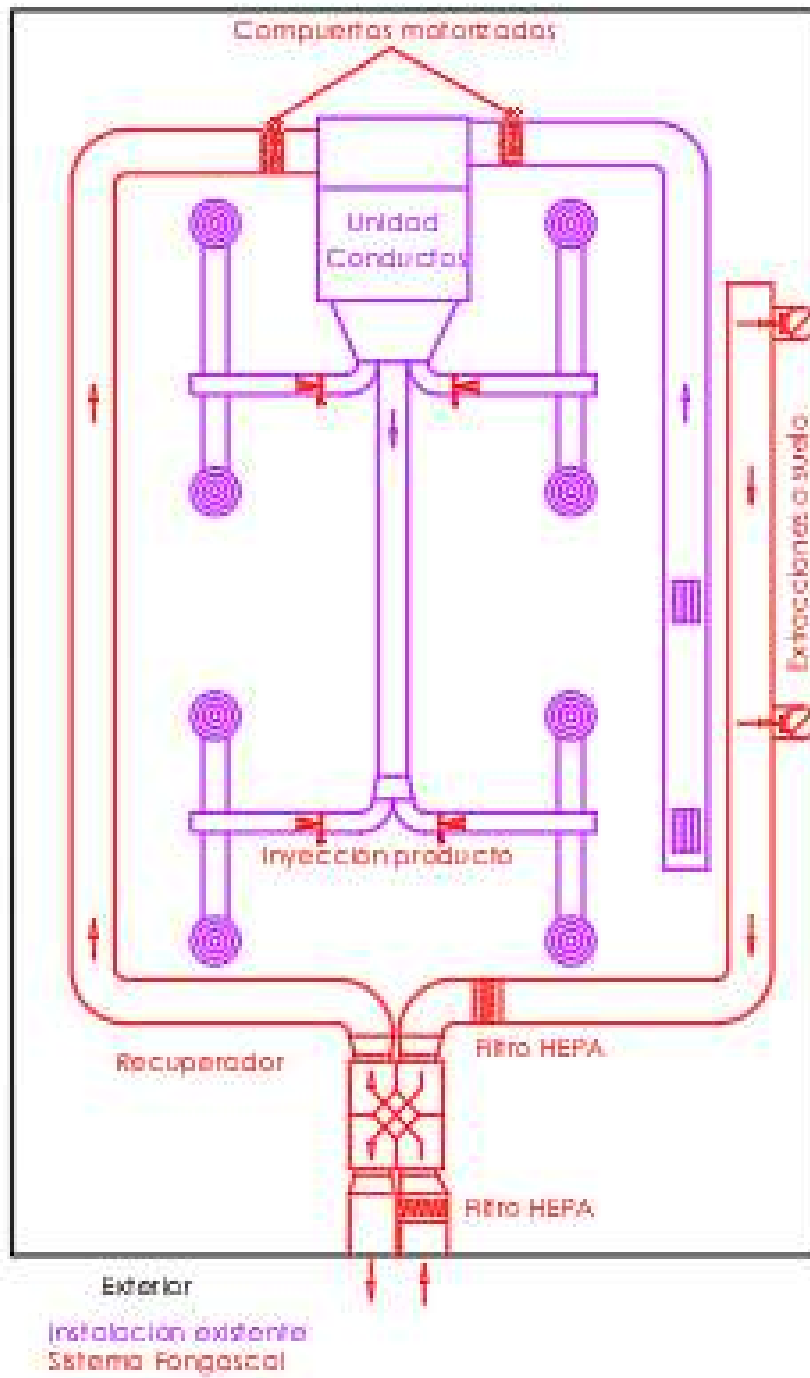 Compuertas motorizadas
Unidad
Conductos
Extracciones a suelo
Inyección producto
Filtro HEPA
Recuperador
Filtro HEPA
Exterior
Instalación existente
Sistema Fongascal